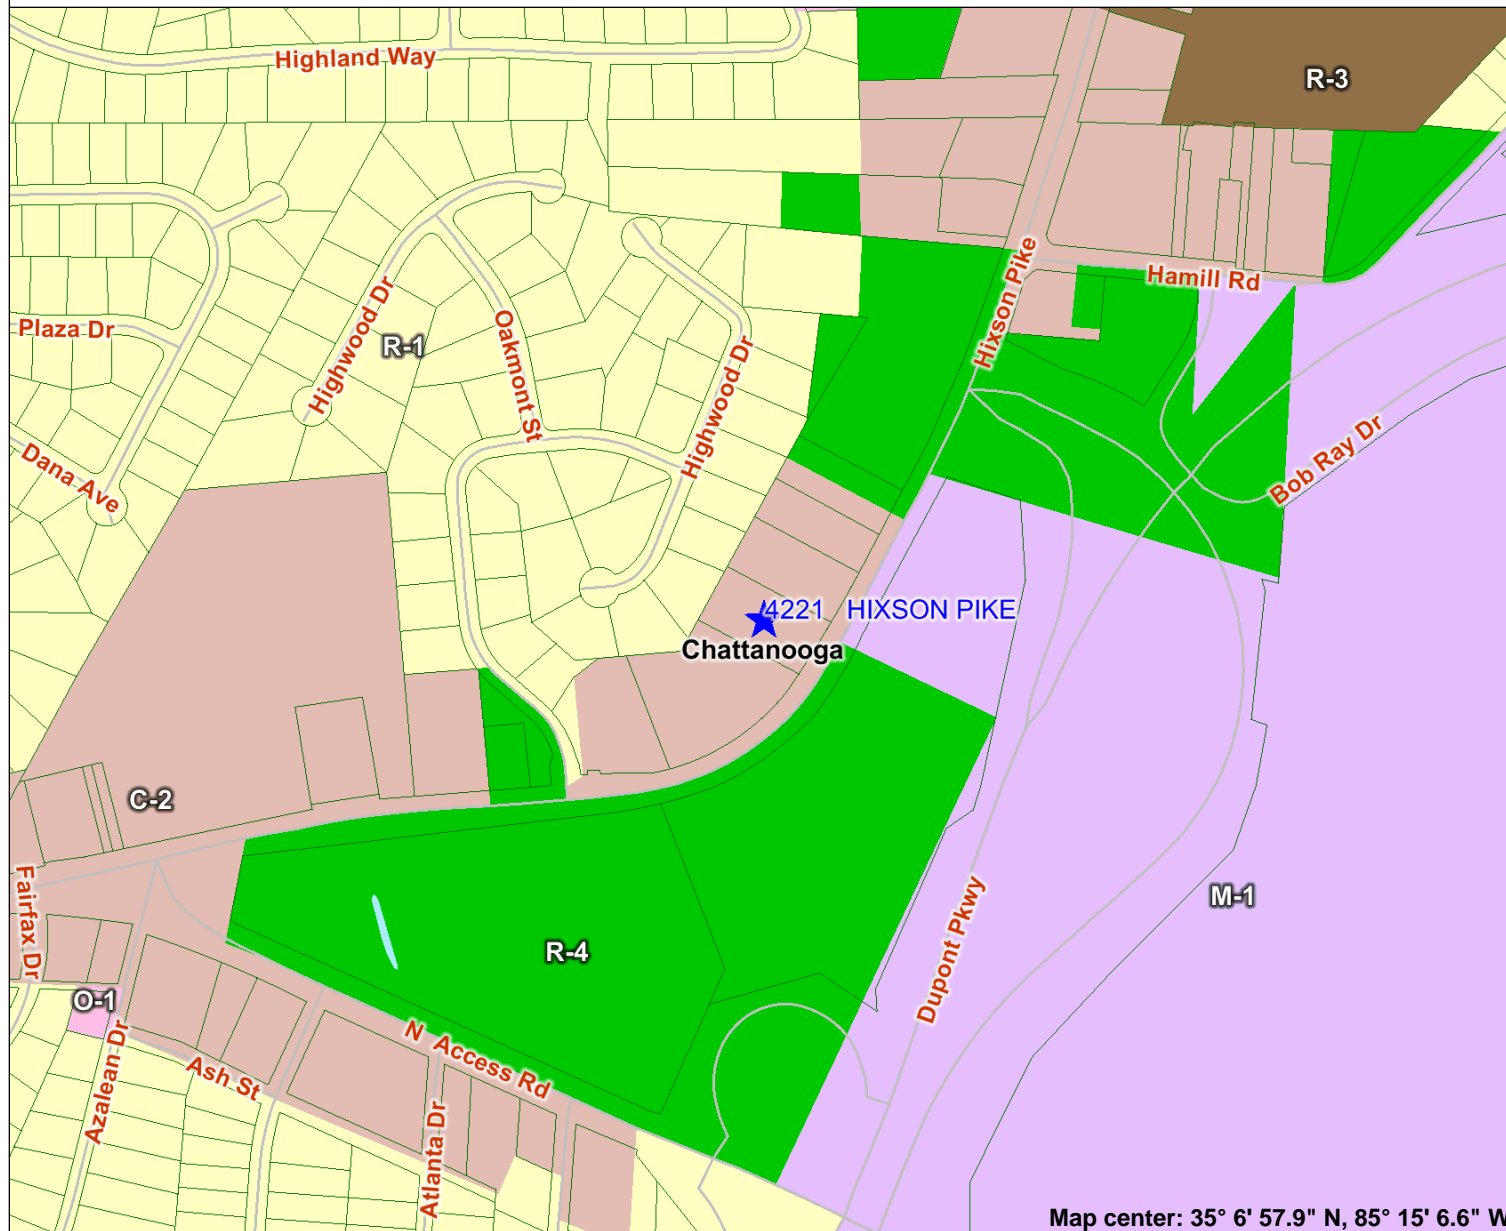 Highland Way
R-3
Hixson Pike
Hamill Rd
Plaza Dr
Highwood Dr
R-1
Oakmont St
Highwood Dr
Dana Ave
Bob Ray Dr
4221 HIXSON PIKE
Chattanooga
C-2
Fairfax Dr
M-1
Dupont Pkwy
R-4
O-1
N Access Rd
Azalean Dr
Ash St
Atlanta Dr
Map center: 35° 6' 57.9" N, 85° 15' 6.6" W